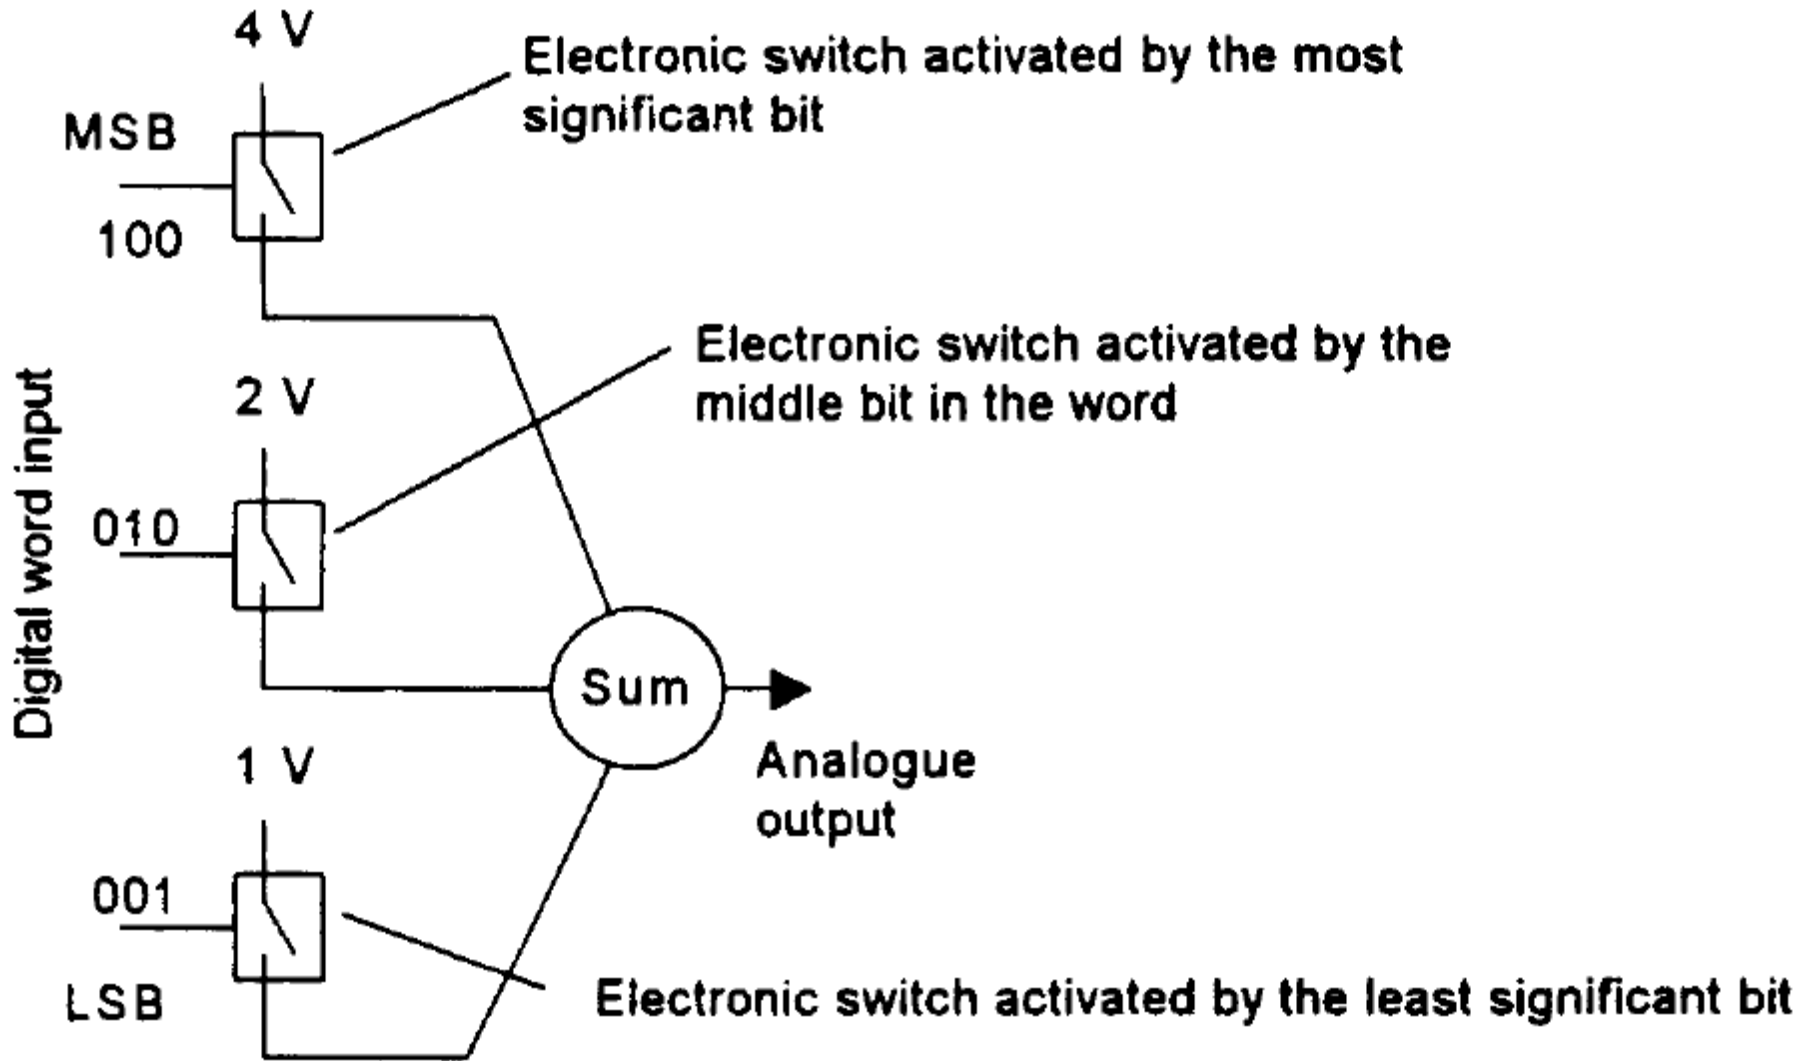 4 V
Electronic switch activated by the most
significant bit
MSB
100
Electronic switch activated by the
middle bit in the word
2 V
Digital word input
010
Sum
1 V
Analogue
output
001
LSB
Electronic switch activated by the least significant bit